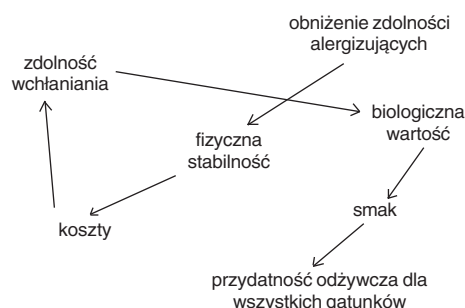 obniżenie zdolności
alergizujących
zdolność
wchłaniania
biologiczna
wartość
fizyczna
stabilność
smak
koszty
przydatność odżywcza dla
wszystkich gatunków